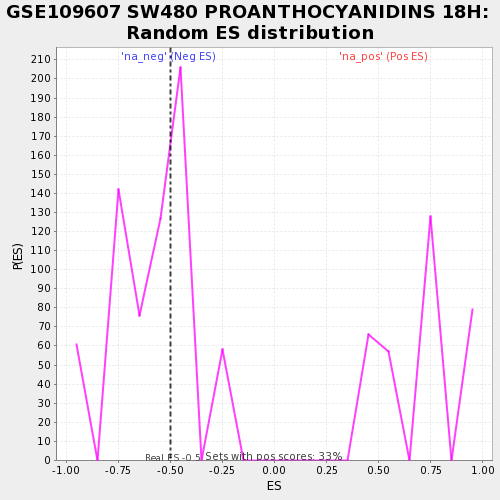 GSE109607 SW480 PROANTHOCYANIDINS 18H:
Random ES distribution
'na_neg' (Neg ES)
'na_pos' (Pos ES)
210
200
190
180
170
160
150
140
130
120
110
100
90
80
70
60
50
40
30
20
10
0
P(ES)
Real ES -0.5
Sets with pos scores: 33%
-1.00 -0.75 -0.50 -0.25 0.00 0.25 0.50 0.75 1.00
ES